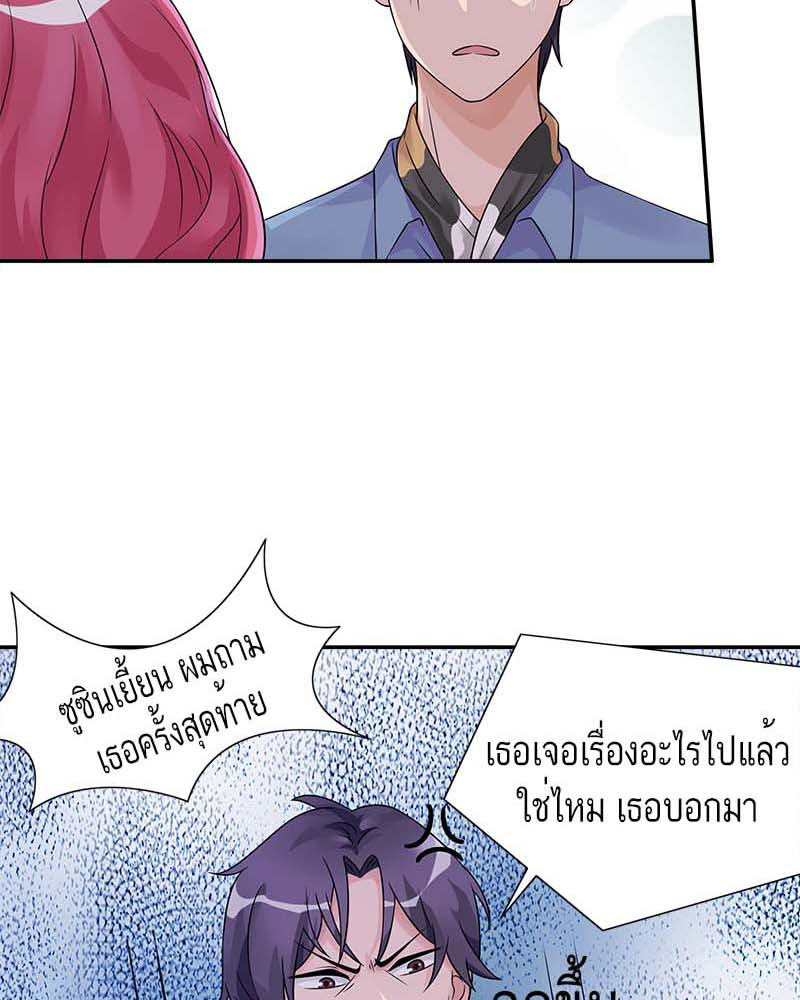 ซูซินเยี้ยน ผมถาม
เธอครั้งสุดท้าย
เธอเจอเรื่องอะไรไปแล้ว
ใช่ไหม เธอบอกมา